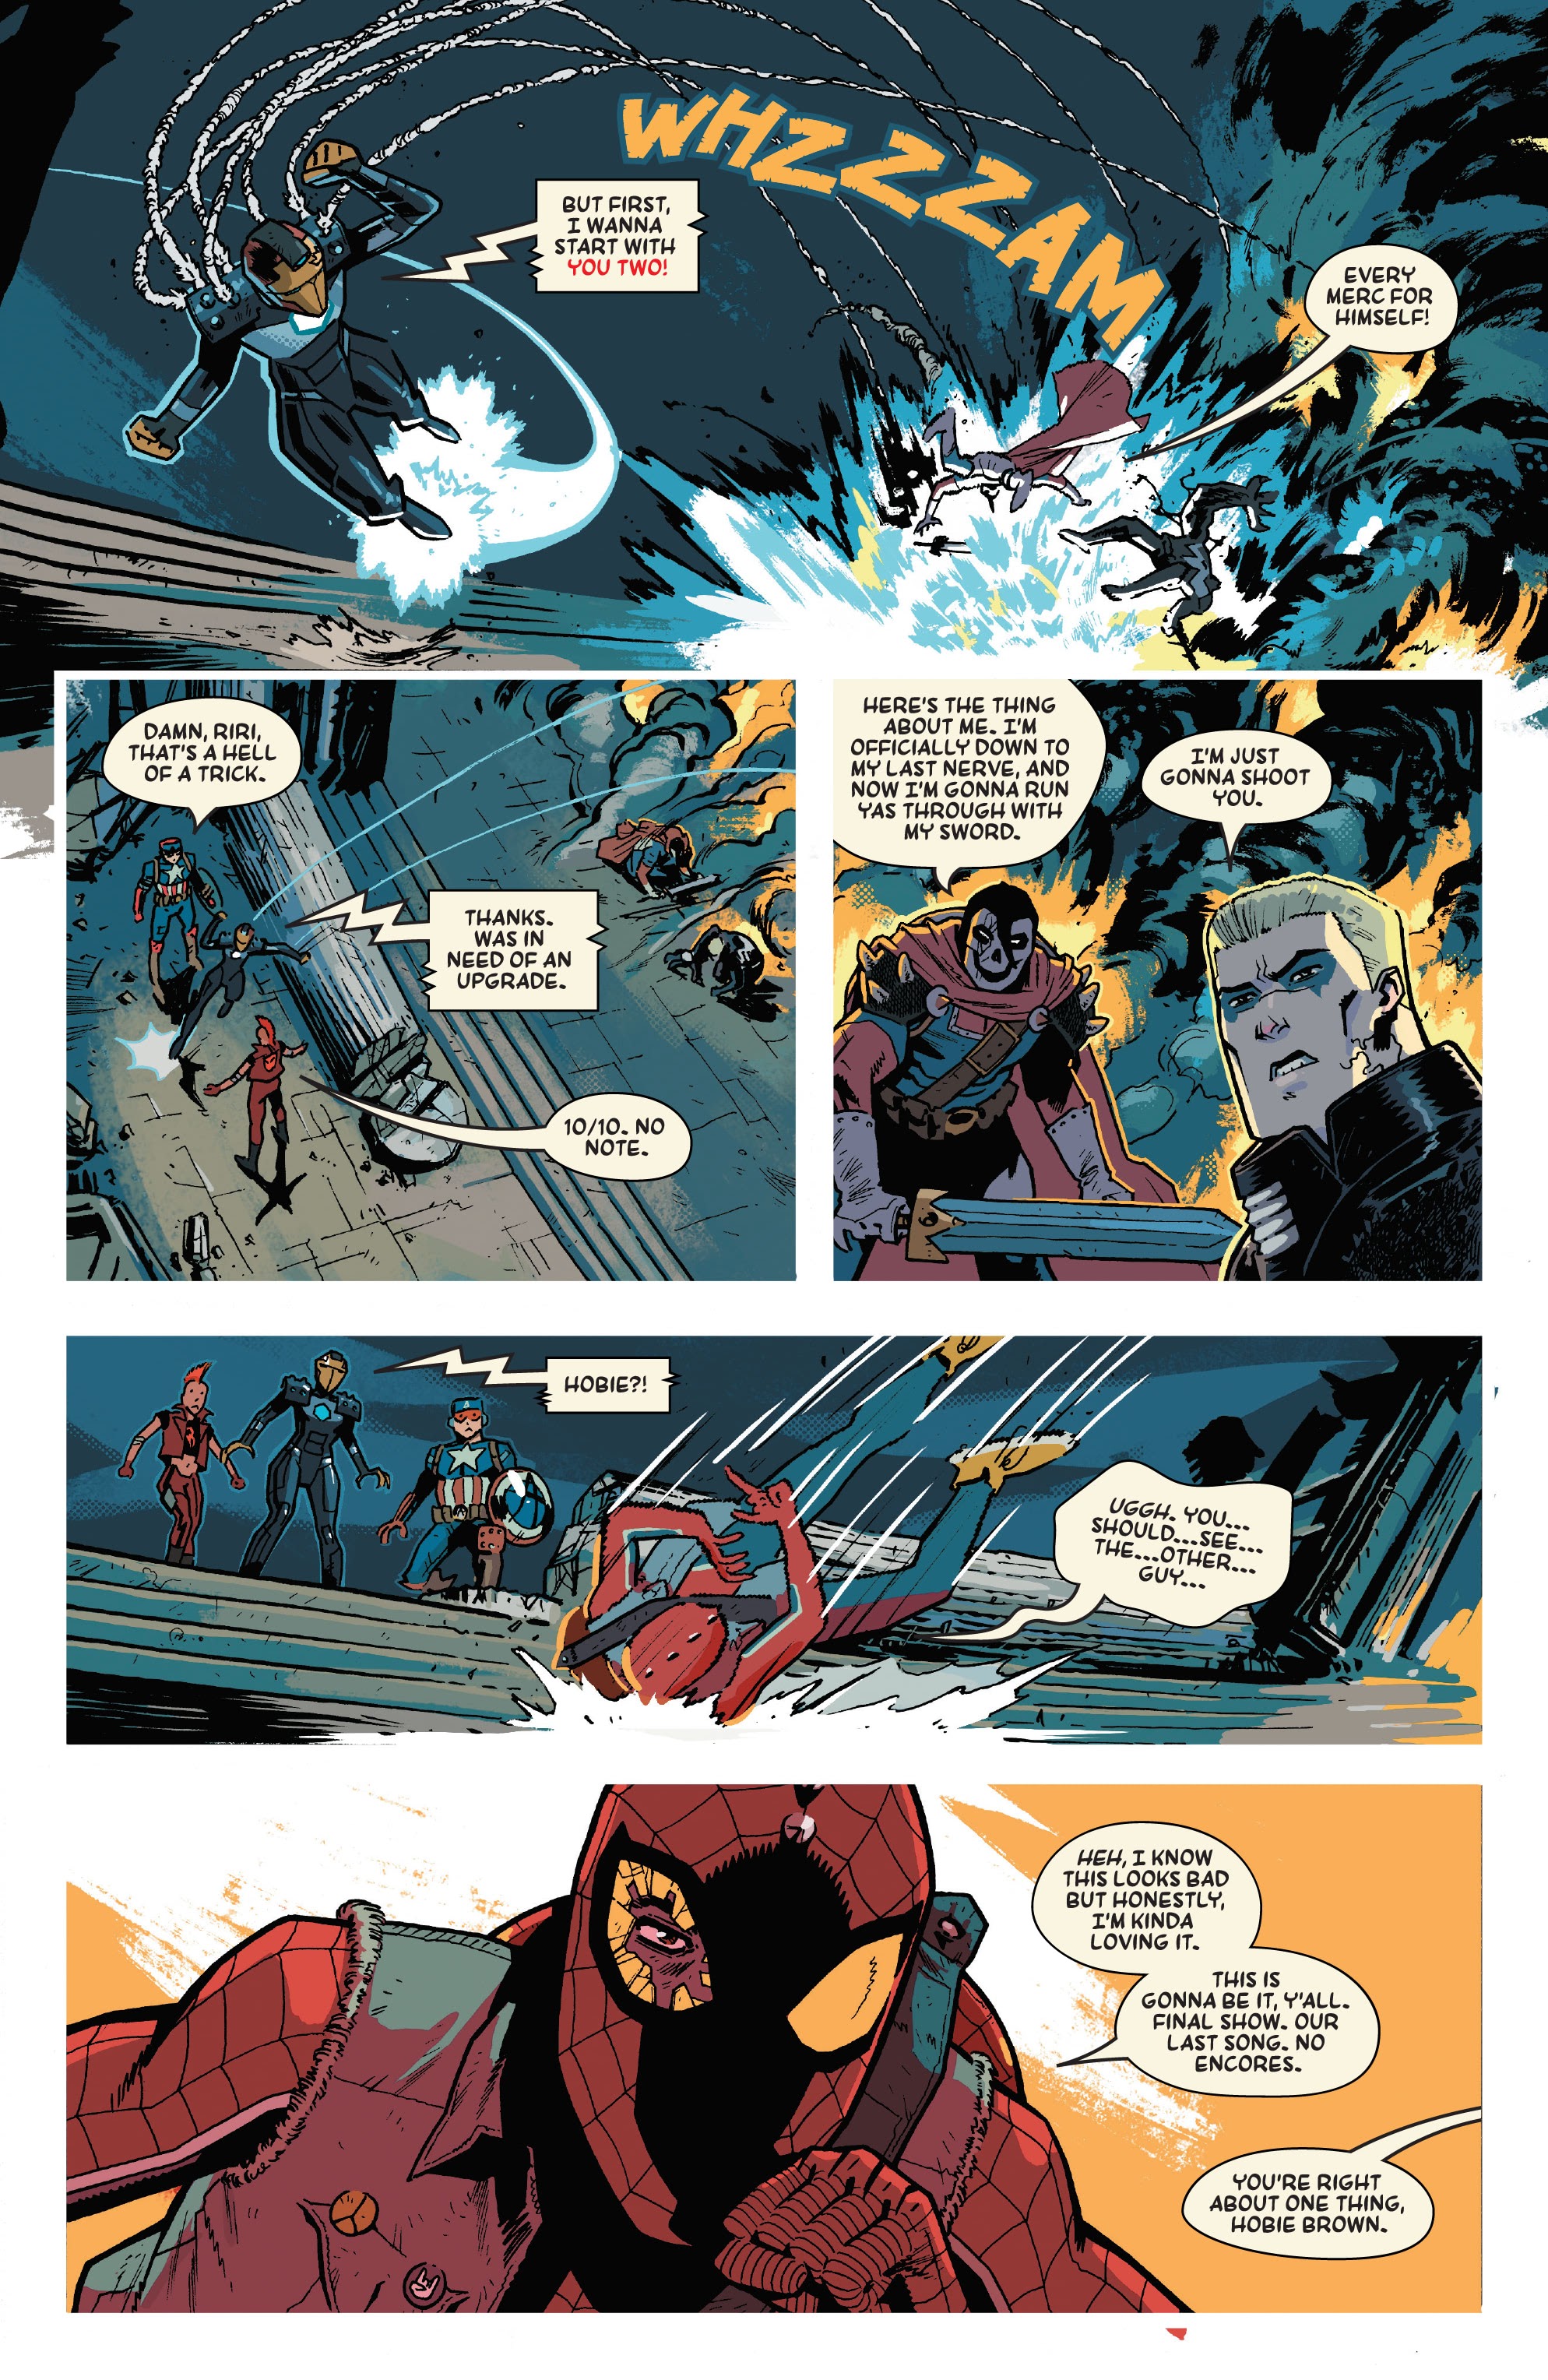 WHZZZAM
BUT FIRST,
I WANNA
START WITH
YOU TWO!
EVERY
MERC FOR
HIMSELF!
DAMN, RIRI,
THAT'S A HELL
OF A TRICK.
THANKS.
WAS IN
NEED OF AN
UPGRADE.
10/10. NO
NOTE.
HERE'S THE THING
ABOUT ME. I'M
OFFICIALLY DOWN TO
MY LAST NERVE, AND
NOW I'M GONNA RUN
YAS THROUGH WITH
MY SWORD.
I'M JUST
GONNA SHOOT
YOU.
HOBIE?!
UGGH. YOU...
SHOULD...SEE...
THE...OTHER...
GUY...
HEH, I KNOW
THIS LOOKS BAD
BUT HONESTLY,
I'M KINDA
LOVING IT.
THIS IS
GONNA BE IT, Y'ALL.
FINAL SHOW. OUR
LAST SONG. NO
ENCORES.
YOU'RE RIGHT
ABOUT ONE THING,
HOBIE BROWN.